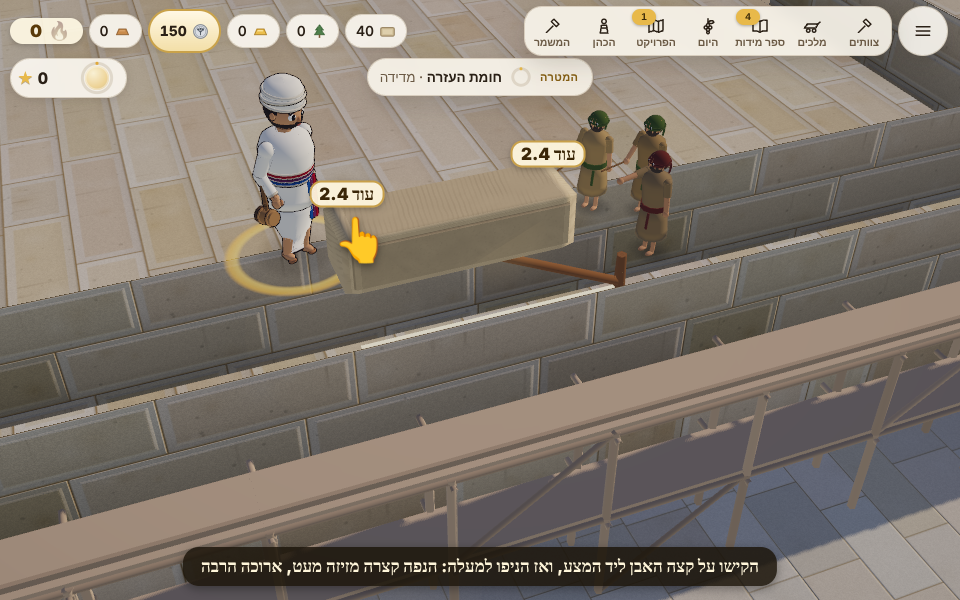 צוותים
מלכים
ספר מידות
4
היום
הפרויקט
1
הכהן
המשמר
40
0
0
150
0
0
0
המטרה
חומת העזרה · מדידה
עוד 2.4
עוד 2.4
הקישו על קצה האבן ליד המצע, ואז הניפו למעלה: הנפה קצרה מזיזה מעט, ארוכה הרבה